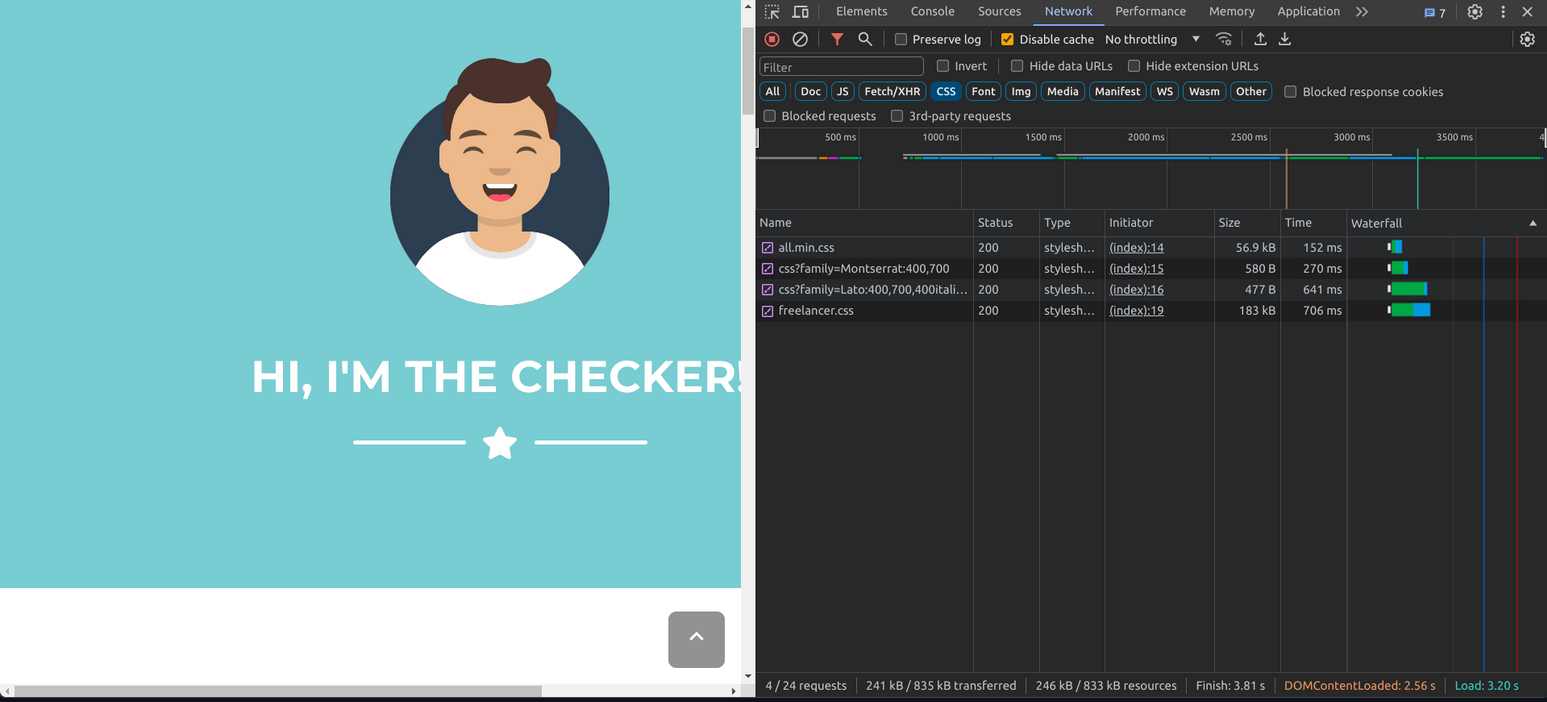 HI, I'M THE CHECKER!
Elements Console Sources Network Performance Memory Application 7
Preserve log Disable cache No throttling
Filter Invert Hide data URLs Hide extension URLs
All Doc JS Fetch/XHR CSS Font Img Media Manifest WS Wasm Other Blocked response cookies
Blocked requests 3rd-party requests
500 ms 1000 ms 1500 ms 2000 ms 2500 ms 3000 ms 3500 ms 4
Name Status Type Initiator Size Time Waterfall
all.min.css 200 stylesh… (index):14 56.9 kB 152 ms
css?family=Montserrat:400,700 200 stylesh… (index):15 580 B 270 ms
css?family=Lato:400,700,400itali… 200 stylesh… (index):16 477 B 641 ms
freelancer.css 200 stylesh… (index):19 183 kB 706 ms
4 / 24 requests 241 kB / 835 kB transferred 246 kB / 833 kB resources Finish: 3.81 s DOMContentLoaded: 2.56 s Load: 3.20 s